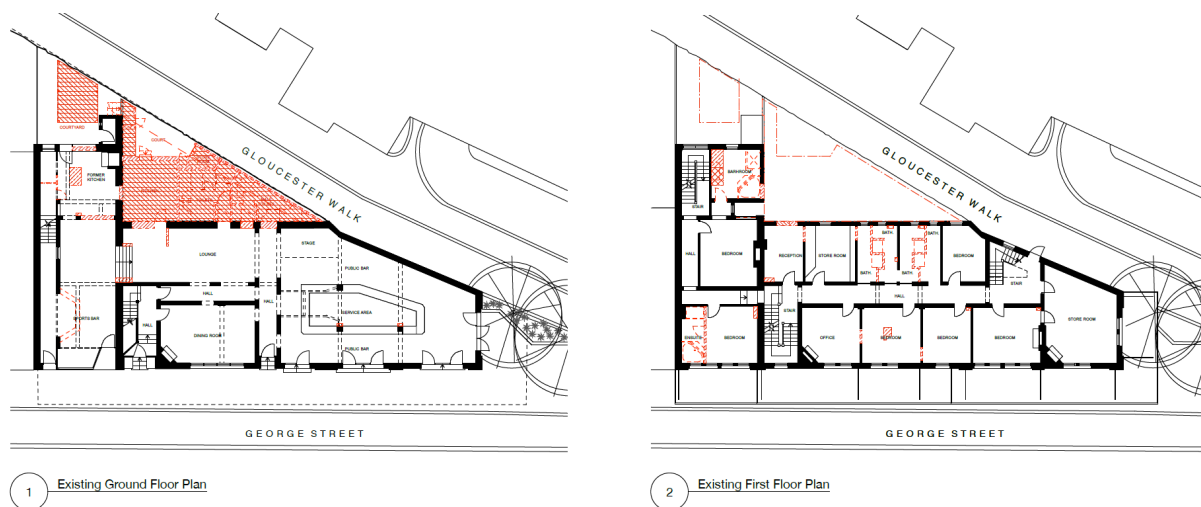 COURTYARD
COURT
FORMER
KITCHEN
GLOUCESTER WALK
LOUNGE
STAGE
PUBLIC BAR
HALL
HALL
SERVICE AREA
SPORTS BAR
HALL
DINING ROOM
PUBLIC BAR
GEORGE STREET
1
Existing Ground Floor Plan
GLOUCESTER WALK
BARHROOM
STAIR
HALL
BEDROOM
RECEPTION
STORE ROOM
BATH.
BATH.
BEDROOM
BATH.
BATH.
STAIR
HALL
STAIR
STORE ROOM
ENSUITE
BEDROOM
OFFICE
BEDROOM
BEDROOM
BEDROOM
GEORGE STREET
2
Existing First Floor Plan